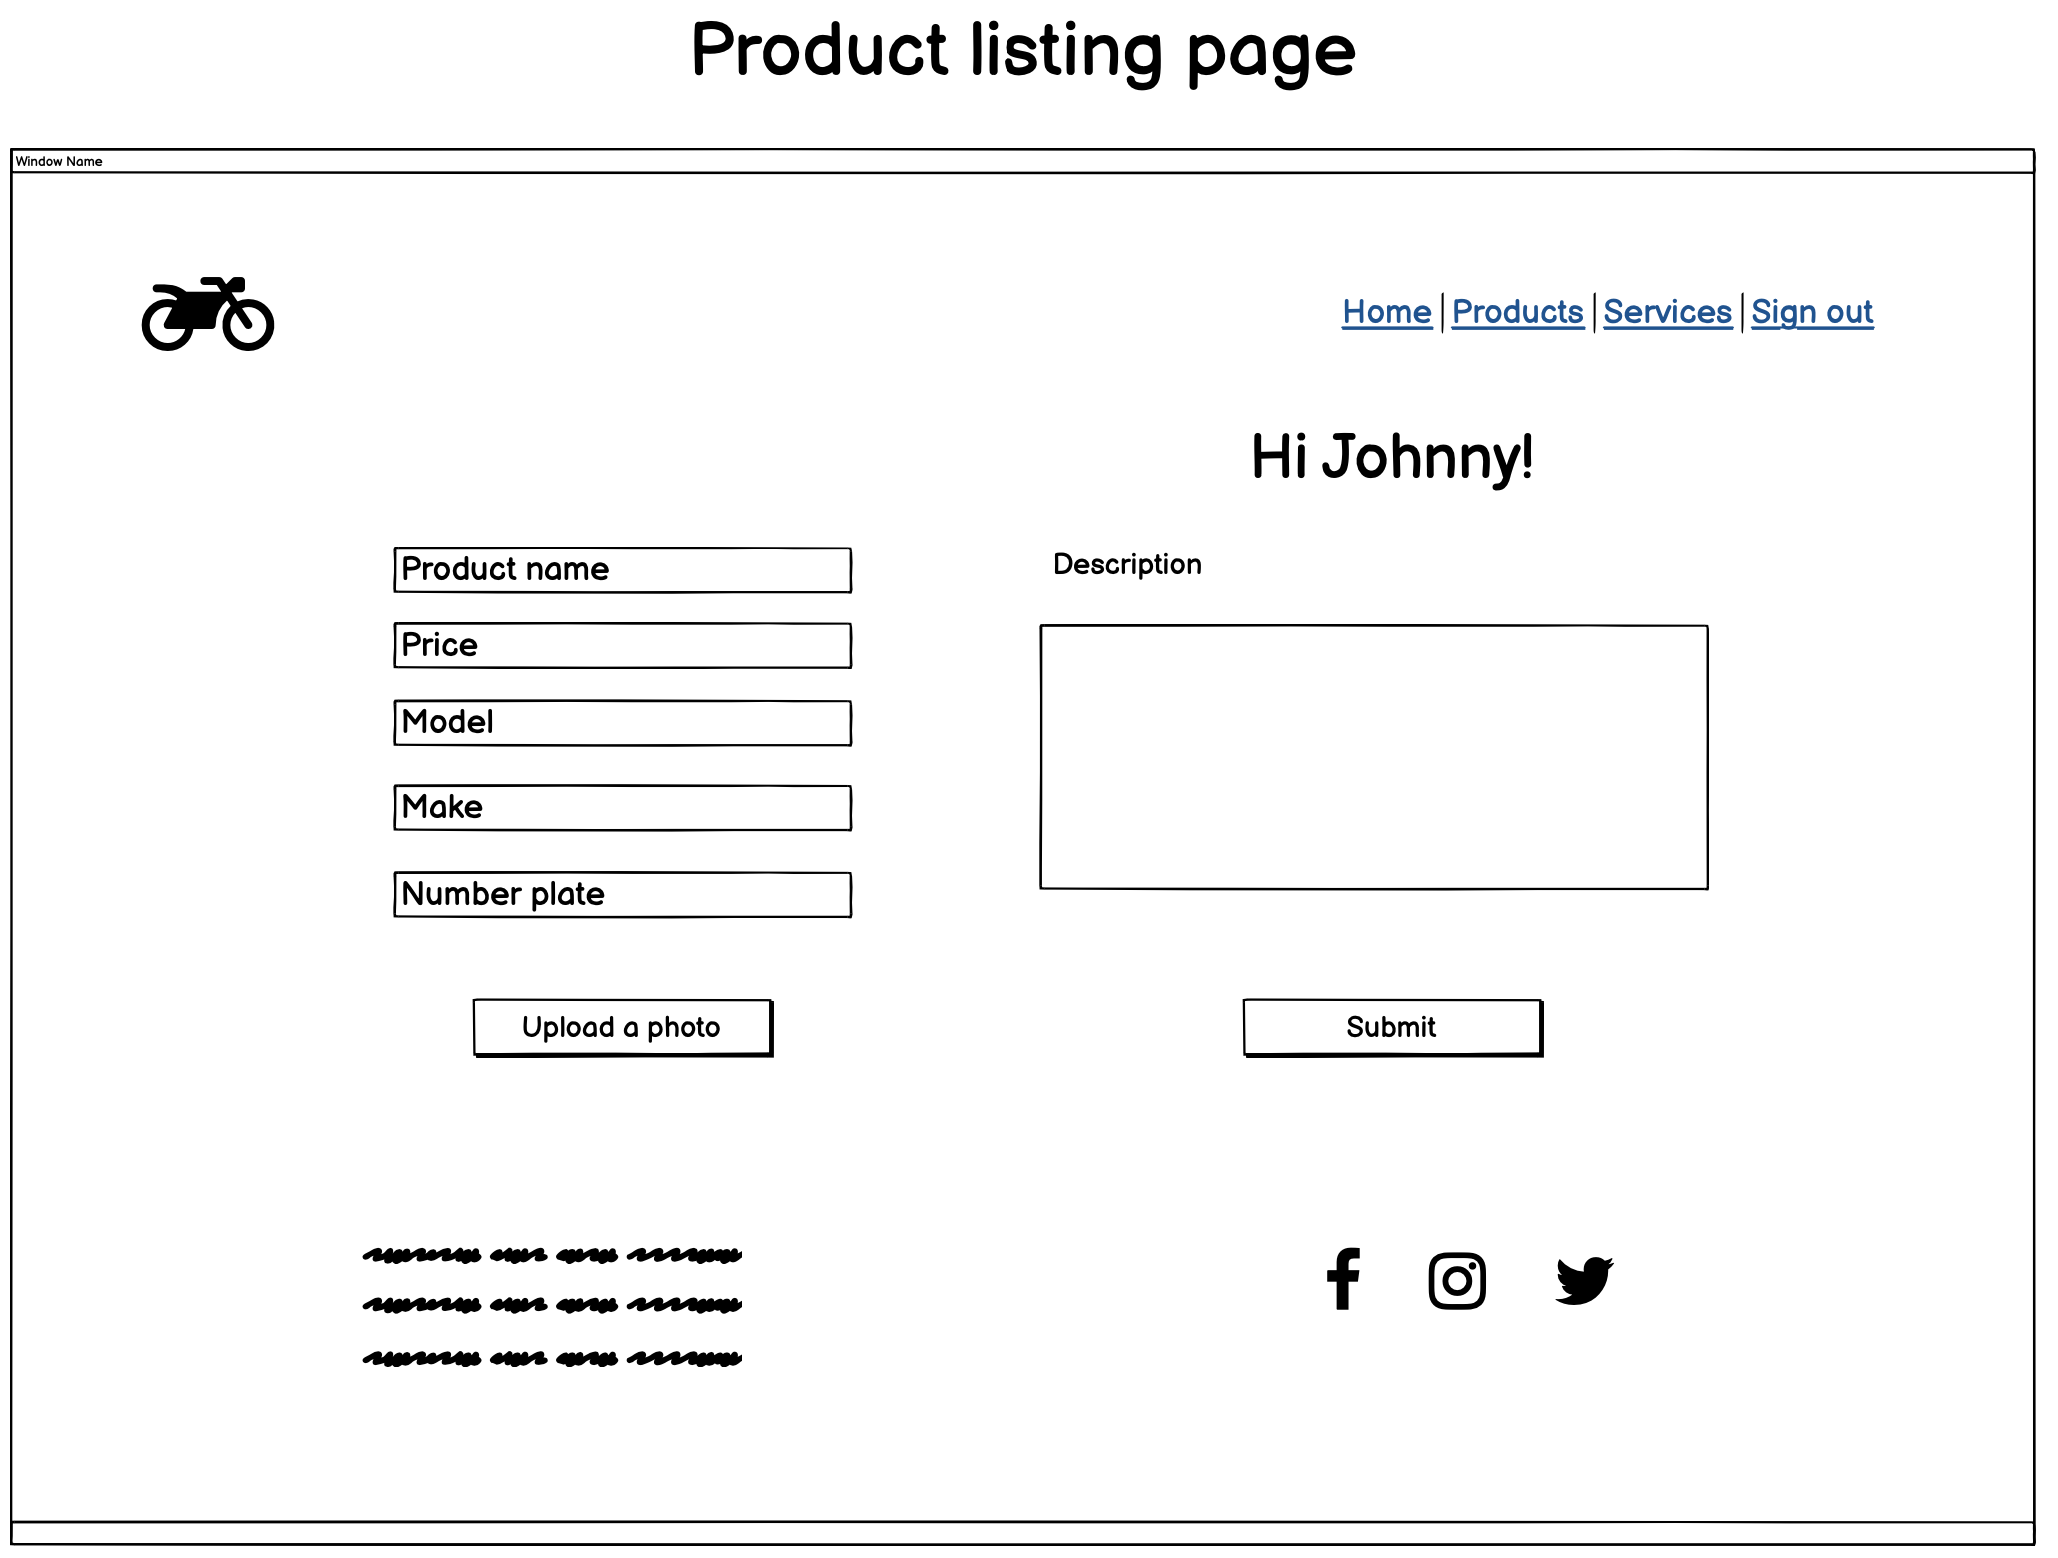 Product listing page
Window Name
Home Products Services Sign out
Hi Johnny!
Product name
Price
Model
Make
Number plate
Description
Upload a photo
Submit